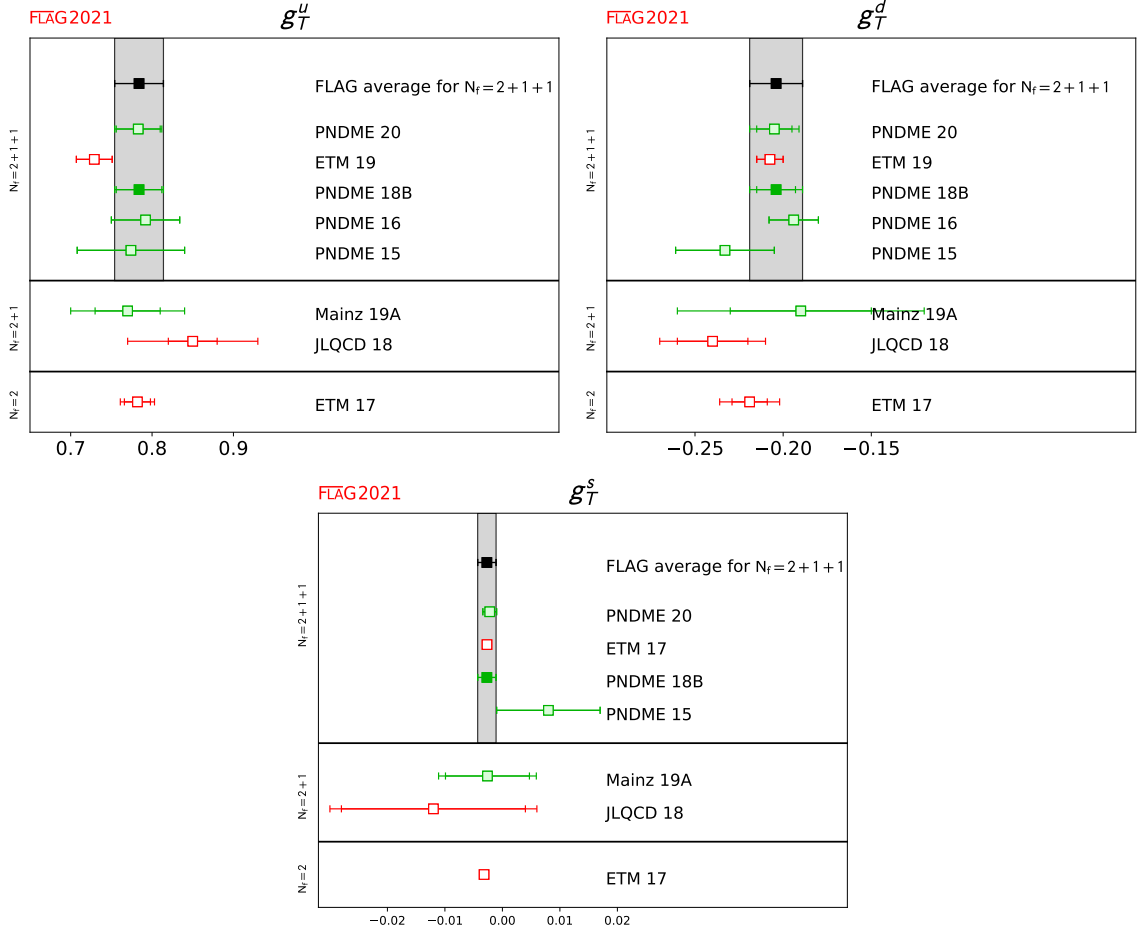 FLAG2021
g_T^u
N_f=2+1+1
FLAG average for N_f=2+1+1
PNDME 20
ETM 19
PNDME 18B
PNDME 16
PNDME 15
N_f=2+1
Mainz 19A
JLQCD 18
N_f=2
ETM 17
0.7 0.8 0.9
FLAG2021
g_T^d
N_f=2+1+1
FLAG average for N_f=2+1+1
PNDME 20
ETM 19
PNDME 18B
PNDME 16
PNDME 15
N_f=2+1
Mainz 19A
JLQCD 18
N_f=2
ETM 17
−0.25 −0.20 −0.15
FLAG2021
g_T^s
N_f=2+1+1
FLAG average for N_f=2+1+1
PNDME 20
ETM 17
PNDME 18B
PNDME 15
N_f=2+1
Mainz 19A
JLQCD 18
N_f=2
ETM 17
−0.02 −0.01 0.00 0.01 0.02